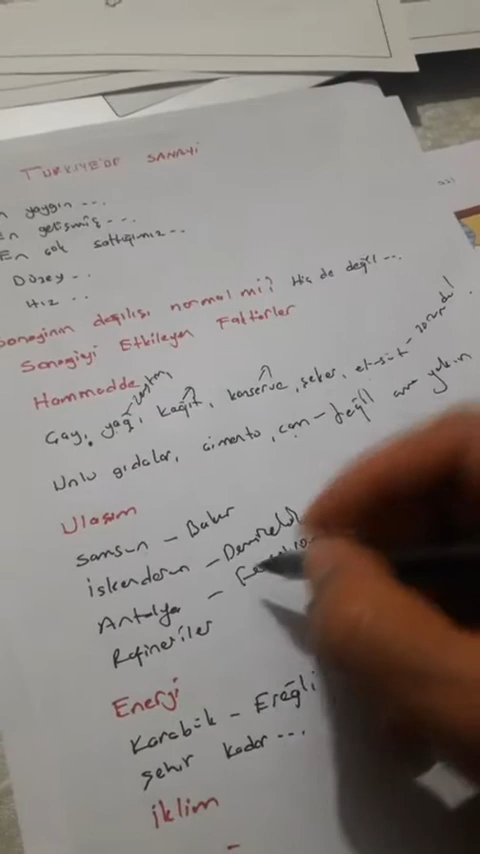 TÜRKİYE'DE SANAYİ
yaygın ...
En gelişmiş ...
En çok sattığımız ...
Düzey ...
Hız ...
Sanayinin dağılışı normal mi? Hiç de değil ...
Sanayiyi Etkileyen Faktörler
Hammadde
Çay, yağ, kağıt, konserve, şeker, et-süt - zorunlu!
Unlu gıdalar, çimento, cam - değil ama yakın
Ulaşım
Samsun - Bakır
İskenderun - Demirçelik
Antalya -
Rafineriler
Enerji
Karabük - Ereğli
şehir kadar ...
İklim
-